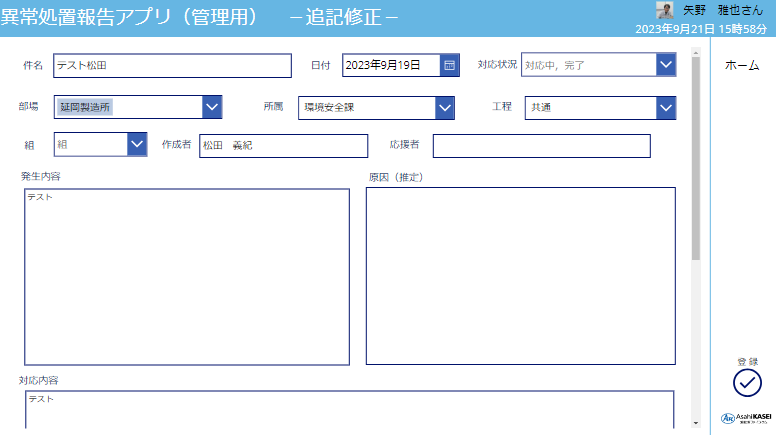 異常処置報告アプリ（管理用）　－追記修正－
矢野　雅也さん
2023年9月21日 15時58分
件名
テスト松田
日付
2023年9月19日
対応状況
対応中, 完了
ホーム
部場
延岡製造所
所属
環境安全課
工程
共通
組
組
作成者
松田　義紀
応援者
発生内容
原因（推定）
テスト
対応内容
テスト
登録
AsahiKASEI